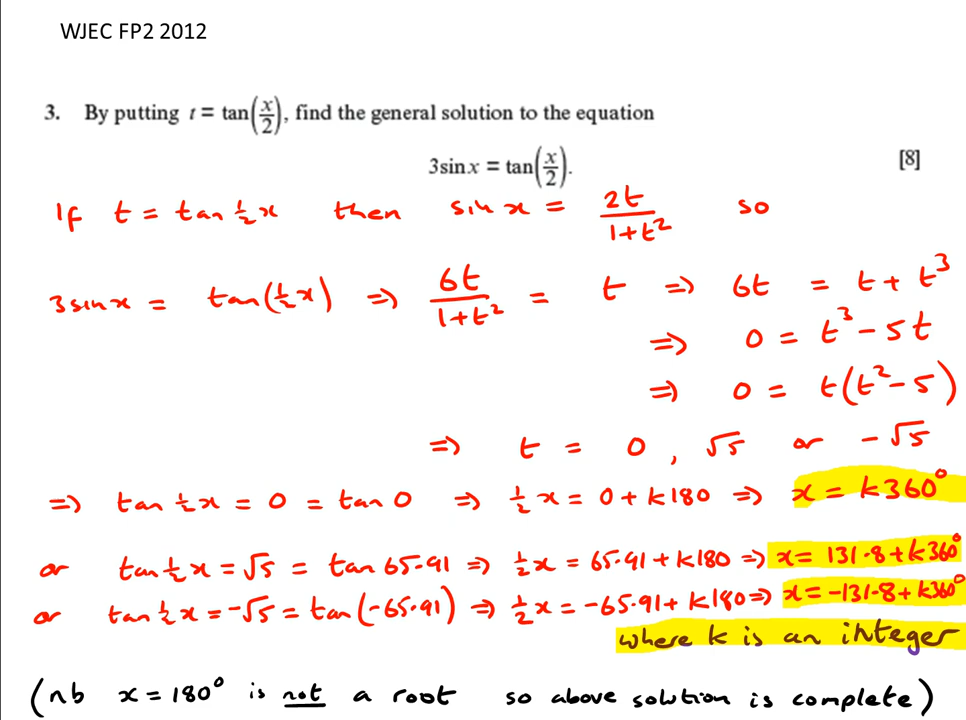 WJEC FP2 2012
3. By putting t = tan(x/2), find the general solution to the equation
3sinx = tan(x/2). [8]
If t = tan ½x then sin x = 2t/(1+t²) so
3sinx = tan(½x) ⇒ 6t/(1+t²) = t ⇒ 6t = t + t³
⇒ 0 = t³ - 5t
⇒ 0 = t(t² - 5)
⇒ t = 0, √5 or -√5
⇒ tan ½x = 0 = tan 0 ⇒ ½x = 0 + k180 ⇒ x = k360°
or tan ½x = √5 = tan 65.91 ⇒ ½x = 65.91 + k180 ⇒ x = 131.8 + k360°
or tan ½x = -√5 = tan(-65.91) ⇒ ½x = -65.91 + k180 ⇒ x = -131.8 + k360°
where k is an integer
(nb x = 180° is not a root so above solution is complete)